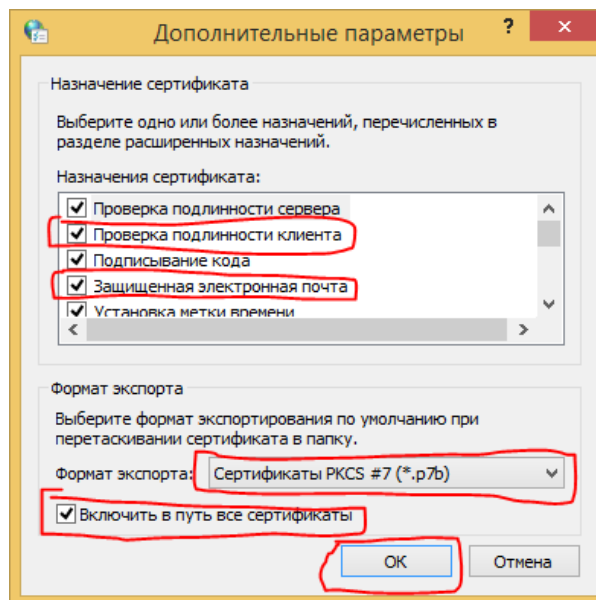 Дополнительные параметры ?
Назначение сертификата
Выберите одно или более назначений, перечисленных в
разделе расширенных назначений.
Назначения сертификата:
Проверка подлинности сервера
Проверка подлинности клиента
Подписывание кода
Защищенная электронная почта
Установка метки времени
Формат экспорта
Выберите формат экспортирования по умолчанию при
перетаскивании сертификата в папку.
Формат экспорта: Сертификаты PKCS #7 (*.p7b)
Включить в путь все сертификаты
ОК Отмена